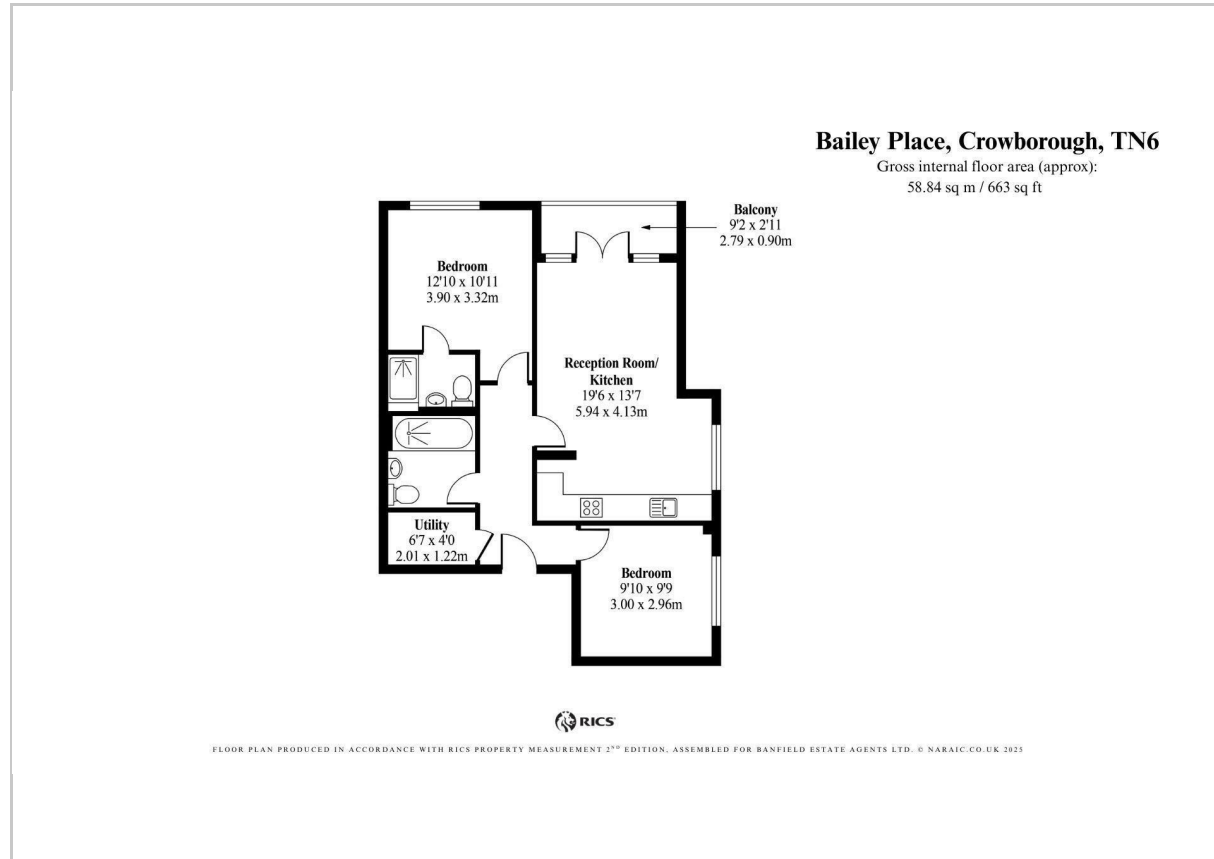 Bailey Place, Crowborough, TN6
Gross internal floor area (approx):
58.84 sq m / 663 sq ft
Balcony
9'2 x 2'11
2.79 x 0.90m
Bedroom
12'10 x 10'11
3.90 x 3.32m
Reception Room/
Kitchen
19'6 x 13'7
5.94 x 4.13m
Utility
6'7 x 4'0
2.01 x 1.22m
Bedroom
9'10 x 9'9
3.00 x 2.96m
RICS
FLOOR PLAN PRODUCED IN ACCORDANCE WITH RICS PROPERTY MEASUREMENT 2ND EDITION, ASSEMBLED FOR BANFIELD ESTATE AGENTS LTD. © NARAIC.CO.UK 2025